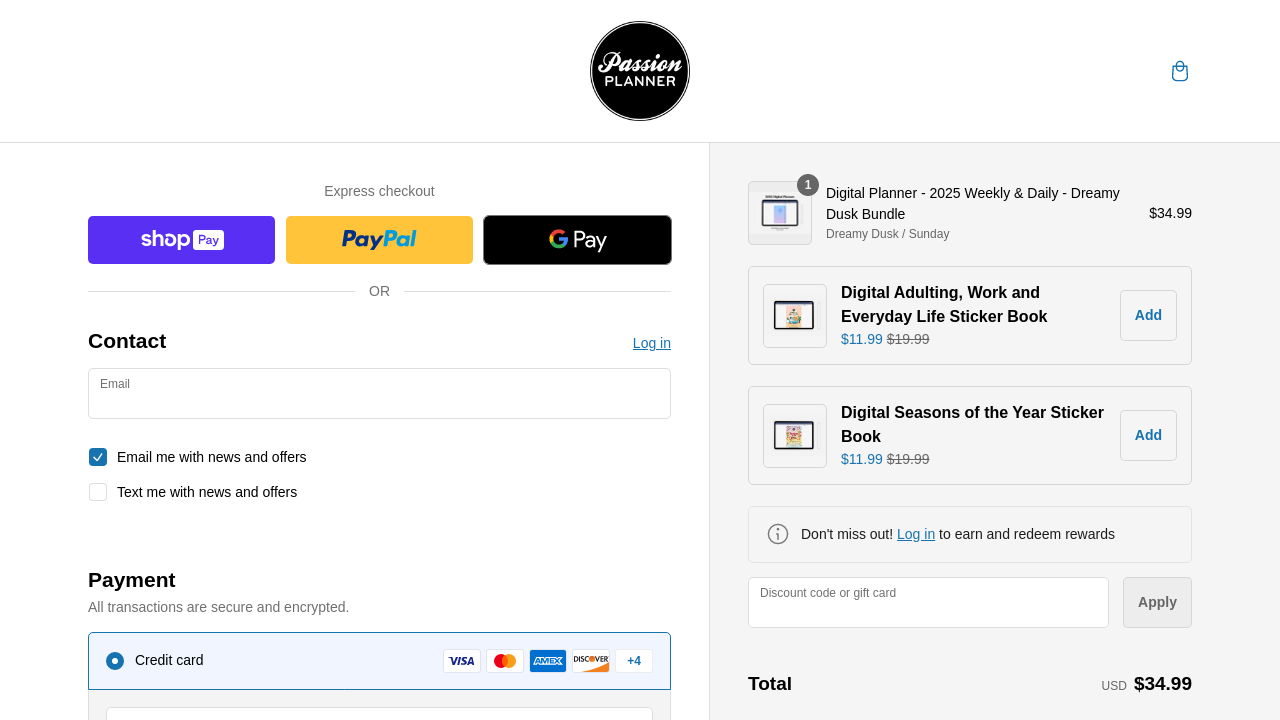 Passion
PLANNER
Express checkout
shop Pay
PayPal
G Pay
OR
Contact
Log in
Email
Email me with news and offers
Text me with news and offers
Payment
All transactions are secure and encrypted.
Credit card
VISA
AMEX
DISCOVER
+4
1
Digital Planner - 2025 Weekly & Daily - Dreamy
Dusk Bundle
Dreamy Dusk / Sunday
$34.99
Digital Adulting, Work and
Everyday Life Sticker Book
$11.99 $19.99
Add
Digital Seasons of the Year Sticker
Book
$11.99 $19.99
Add
Don't miss out! Log in to earn and redeem rewards
Discount code or gift card
Apply
Total
USD $34.99